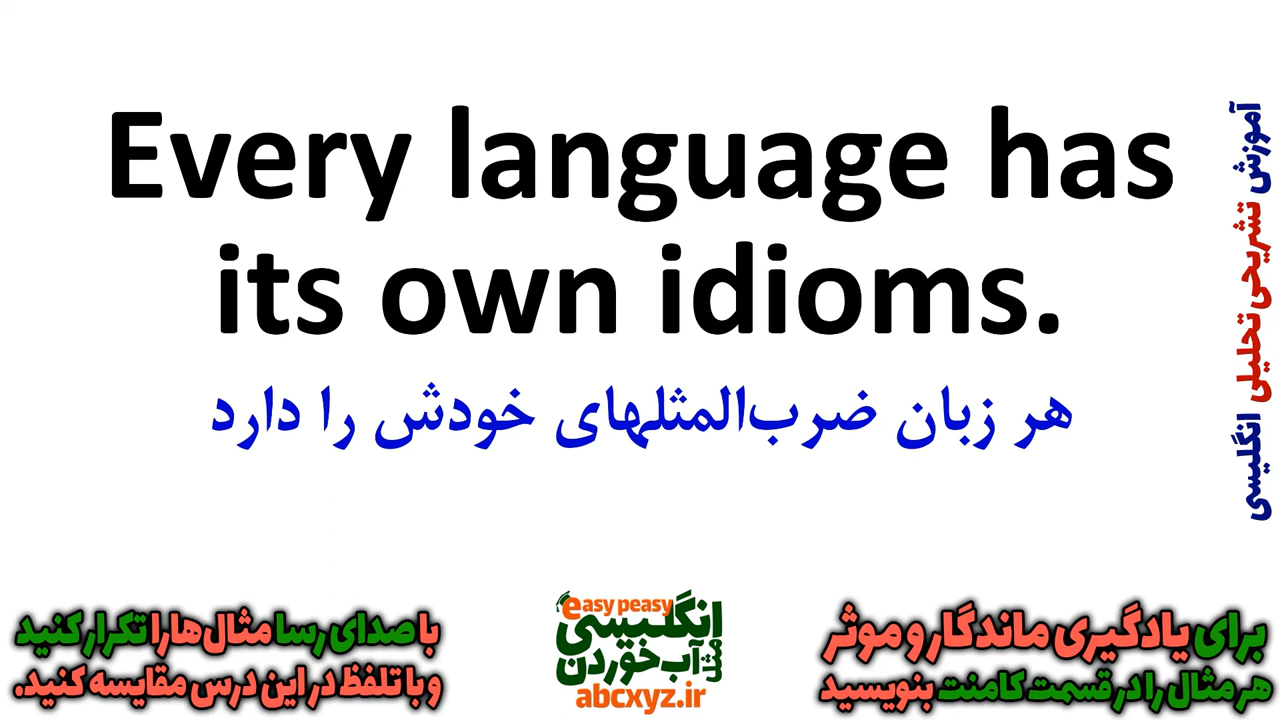 Every language has
its own idioms.
هر زبان ضرب‌المثلهای خودش را دارد
آموزش تشریحی تحلیلی انگلیسی
برای یادگیری ماندگار و موثر
هر مثال را در قسمت کامنت بنویسید
easy peasy
انگلیسی
مثل
آب خوردن
abcxyz.ir
با صدای رسا مثال‌ها را تکرار کنید
و با تلفظ در این درس مقایسه کنید.